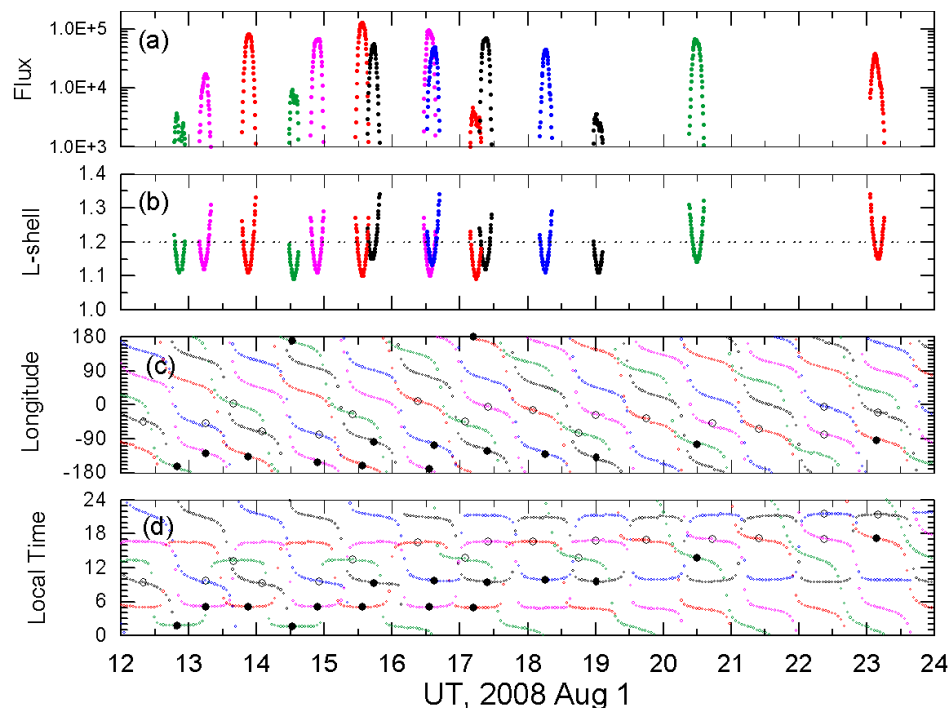 (a)
Flux
1.0E+5
1.0E+4
1.0E+3
(b)
L-shell
1.4
1.3
1.2
1.1
1.0
(c)
Longitude
180
90
0
-90
-180
(d)
Local Time
24
18
12
6
0
12 13 14 15 16 17 18 19 20 21 22 23 24
UT, 2008 Aug 1